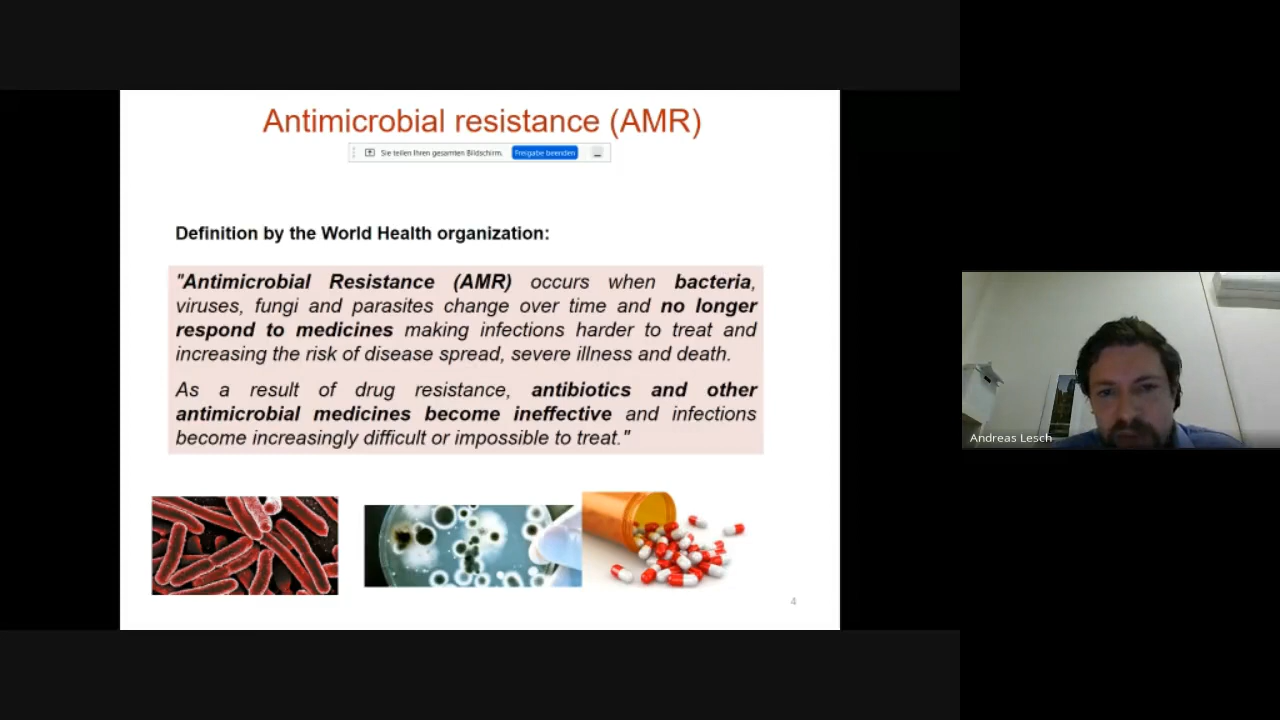 Antimicrobial resistance (AMR)
Sie teilen Ihren gesamten Bildschirm. Freigabe beenden
Definition by the World Health organization:
"Antimicrobial Resistance (AMR) occurs when bacteria,
viruses, fungi and parasites change over time and no longer
respond to medicines making infections harder to treat and
increasing the risk of disease spread, severe illness and death.
As a result of drug resistance, antibiotics and other
antimicrobial medicines become ineffective and infections
become increasingly difficult or impossible to treat."
4
Andreas Lesch